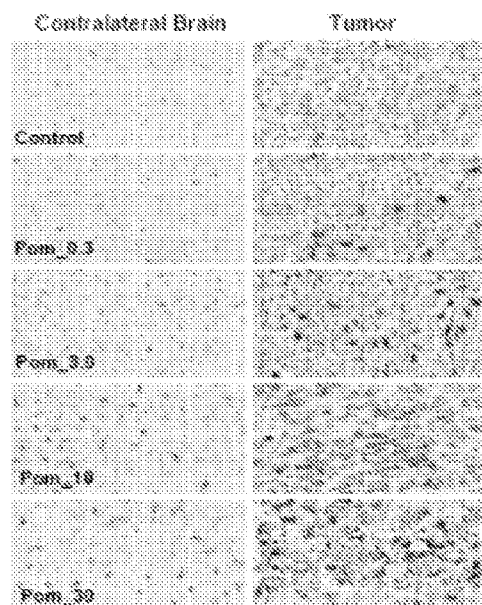 Contralateral Brain Tumor
Control
Pom_0.3
Pom_3.0
Pom_10
Pom_30